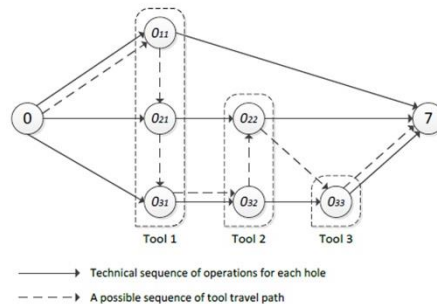 O11
0
O21
O22
7
O31
O32
O33
Tool 1
Tool 2
Tool 3
Technical sequence of operations for each hole
A possible sequence of tool travel path